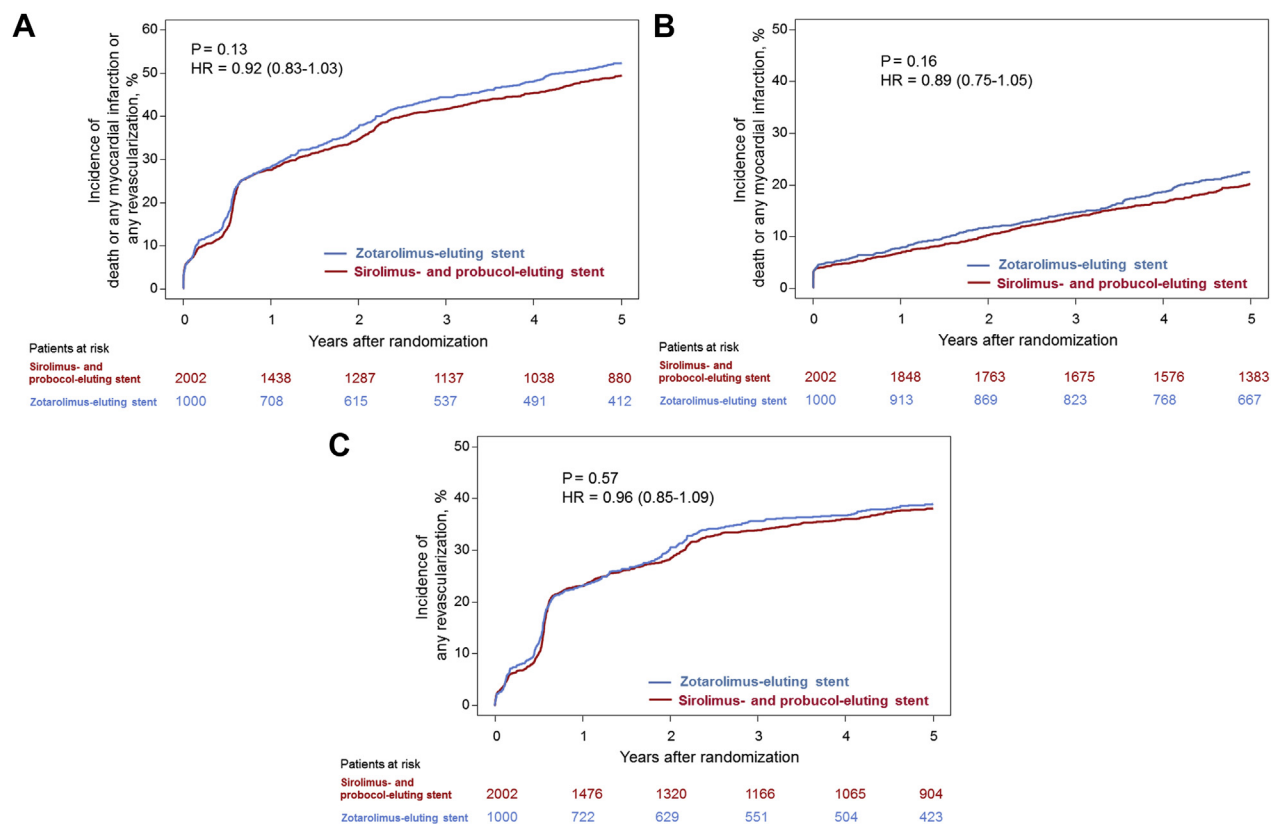 A
Incidence of
death or any myocardial infarction or
any revascularization, %
60
50
40
30
20
10
0
P = 0.13
HR = 0.92 (0.83-1.03)
Zotarolimus-eluting stent
Sirolimus- and probucol-eluting stent
0 1 2 3 4 5
Years after randomization
Patients at risk
Sirolimus- and
probocol-eluting stent 2002 1438 1287 1137 1038 880
Zotarolimus-eluting stent 1000 708 615 537 491 412
B
Incidence of
death or any myocardial infarction, %
50
40
30
20
10
0
P = 0.16
HR = 0.89 (0.75-1.05)
Zotarolimus-eluting stent
Sirolimus- and probucol-eluting stent
0 1 2 3 4 5
Years after randomization
Patients at risk
Sirolimus- and
probocol-eluting stent 2002 1848 1763 1675 1576 1383
Zotarolimus-eluting stent 1000 913 869 823 768 667
C
Incidence of
any revascularization, %
50
40
30
20
10
0
P = 0.57
HR = 0.96 (0.85-1.09)
Zotarolimus-eluting stent
Sirolimus- and probucol-eluting stent
0 1 2 3 4 5
Years after randomization
Patients at risk
Sirolimus- and
probocol-eluting stent 2002 1476 1320 1166 1065 904
Zotarolimus-eluting stent 1000 722 629 551 504 423